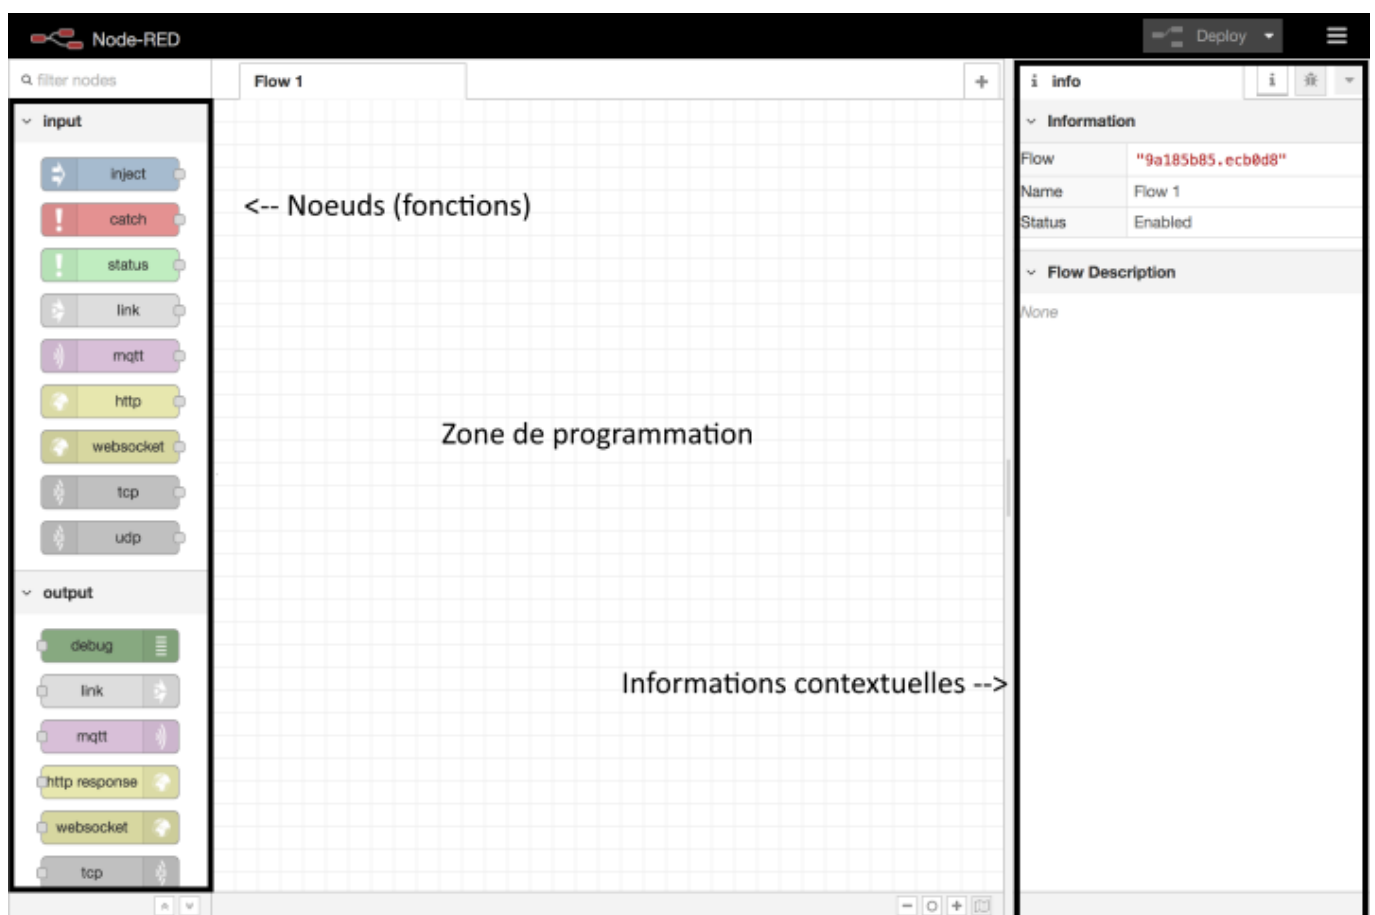 Node-RED
Deploy
filter nodes
Flow 1
i info
i
input
inject
catch
status
link
mqtt
http
websocket
tcp
udp
output
debug
link
mqtt
http response
websocket
tcp
<-- Noeuds (fonctions)
Zone de programmation
Informations contextuelles -->
Information
Flow "9a185b85.ecb0d8"
Name Flow 1
Status Enabled
Flow Description
None